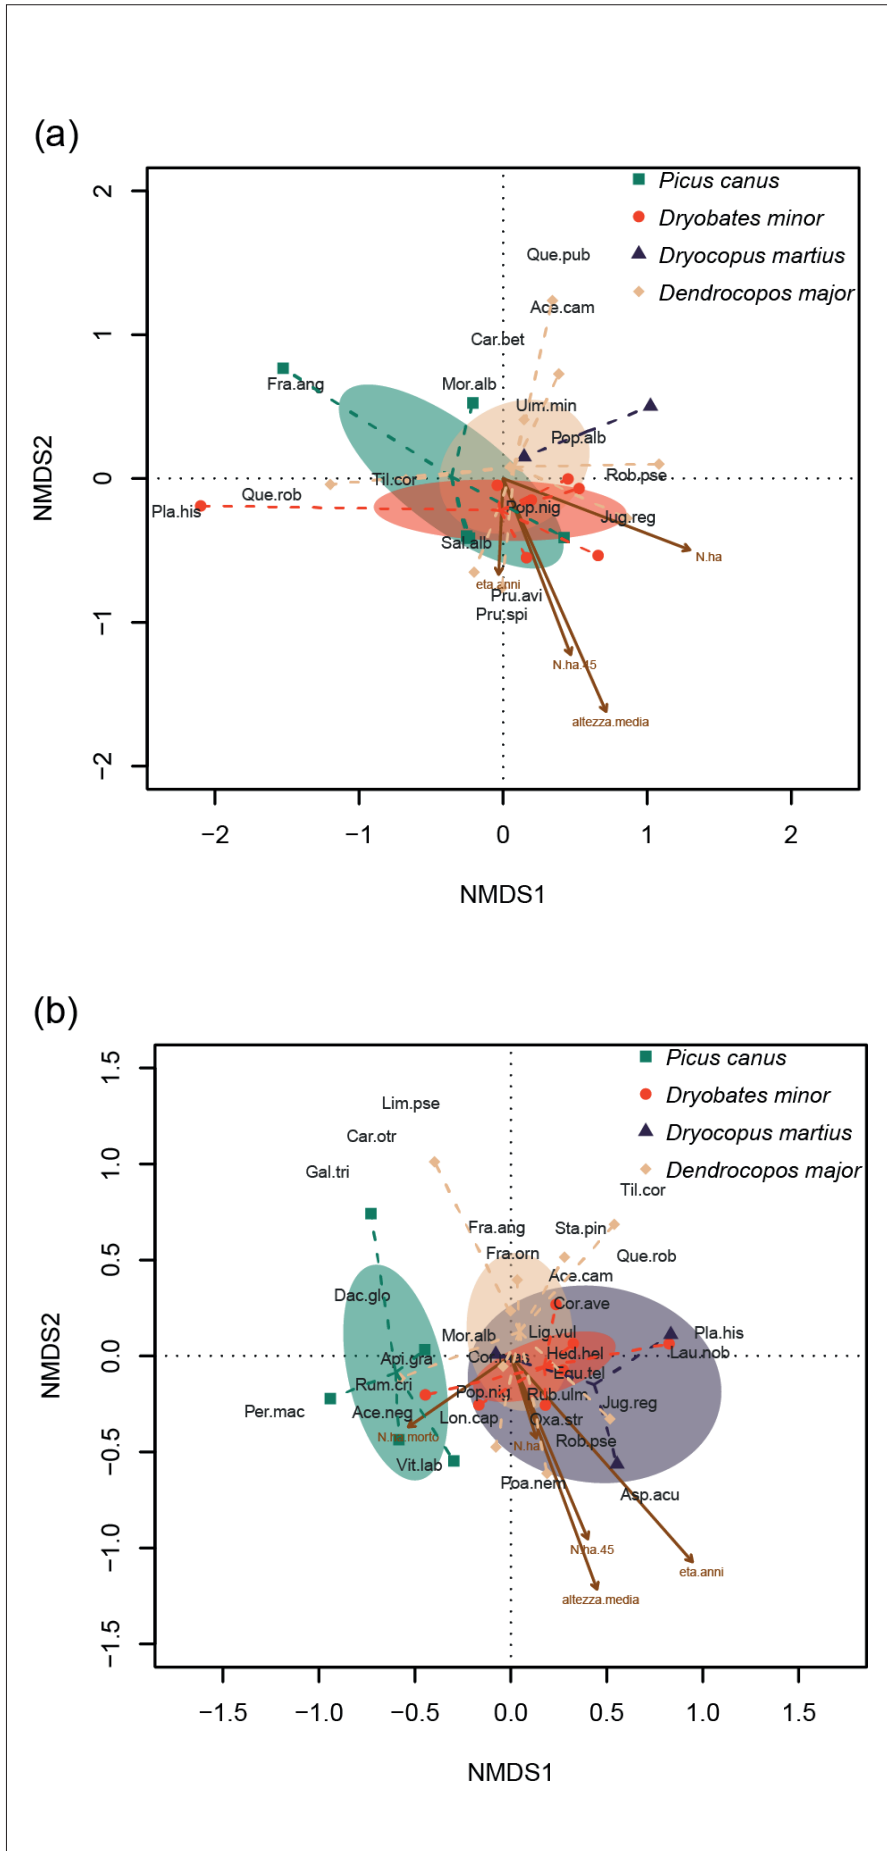 (a)
2
1
0
−1
−2
NMDS2
Picus canus
Dryobates minor
Dryocopus martius
Dendrocopos major
Que.pub
Ace.cam
Car.bet
Fra.ang
Mor.alb
Ulm.min
Pop.alb
Til.cor
Rob.pse
Que.rob
Pla.his
Pop.nig
Jug.reg
Sal.alb
N.ha
eta.anni
Pru.avi
Pru.spi
N.ha.45
altezza.media
−2
−1
0
1
2
NMDS1
(b)
1.5
1.0
0.5
0.0
−0.5
−1.0
−1.5
NMDS2
Picus canus
Dryobates minor
Dryocopus martius
Dendrocopos major
Lim.pse
Car.otr
Gal.tri
Til.cor
Fra.ang
Sta.pin
Fra.orn
Que.rob
Ace.cam
Dac.glo
Cor.ave
Mor.alb
Lig.vul
Pla.his
Api.gra
Hed.hel
Lau.nob
Equ.tel
Rum.cri
Pop.nig
Rub.ulm
Jug.reg
Per.mac
Ace.neg
Lon.cap
Oxa.str
N.ha.morto
N.ha
Rob.pse
Vit.lab
Poa.nem
Asp.acu
N.ha.45
eta.anni
altezza.media
−1.5
−1.0
−0.5
0.0
0.5
1.0
1.5
NMDS1